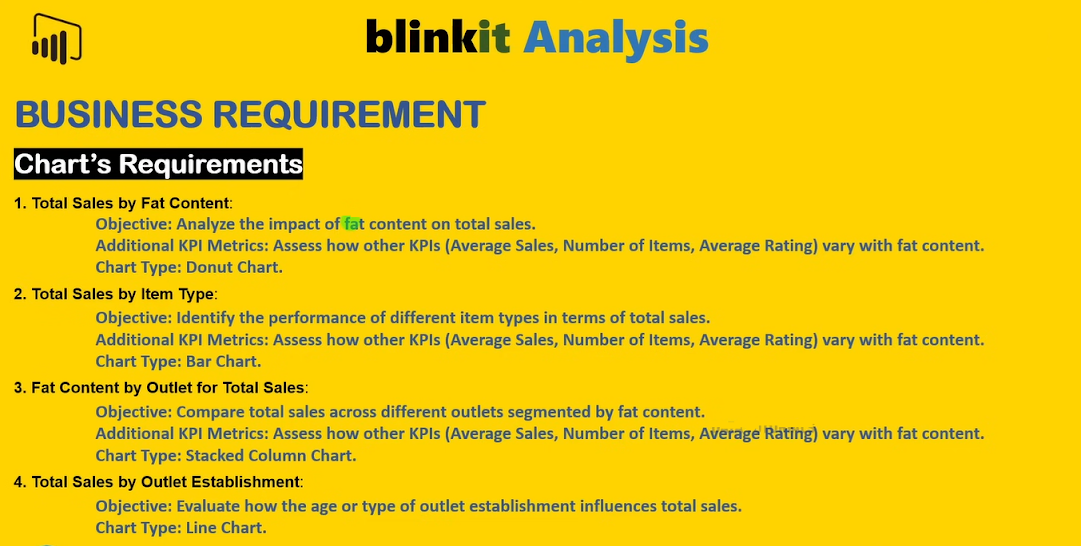 blinkit Analysis
BUSINESS REQUIREMENT
Chart's Requirements
1. Total Sales by Fat Content:
Objective: Analyze the impact of fat content on total sales.
Additional KPI Metrics: Assess how other KPIs (Average Sales, Number of Items, Average Rating) vary with fat content.
Chart Type: Donut Chart.
2. Total Sales by Item Type:
Objective: Identify the performance of different item types in terms of total sales.
Additional KPI Metrics: Assess how other KPIs (Average Sales, Number of Items, Average Rating) vary with fat content.
Chart Type: Bar Chart.
3. Fat Content by Outlet for Total Sales:
Objective: Compare total sales across different outlets segmented by fat content.
Additional KPI Metrics: Assess how other KPIs (Average Sales, Number of Items, Average Rating) vary with fat content.
Chart Type: Stacked Column Chart.
4. Total Sales by Outlet Establishment:
Objective: Evaluate how the age or type of outlet establishment influences total sales.
Chart Type: Line Chart.